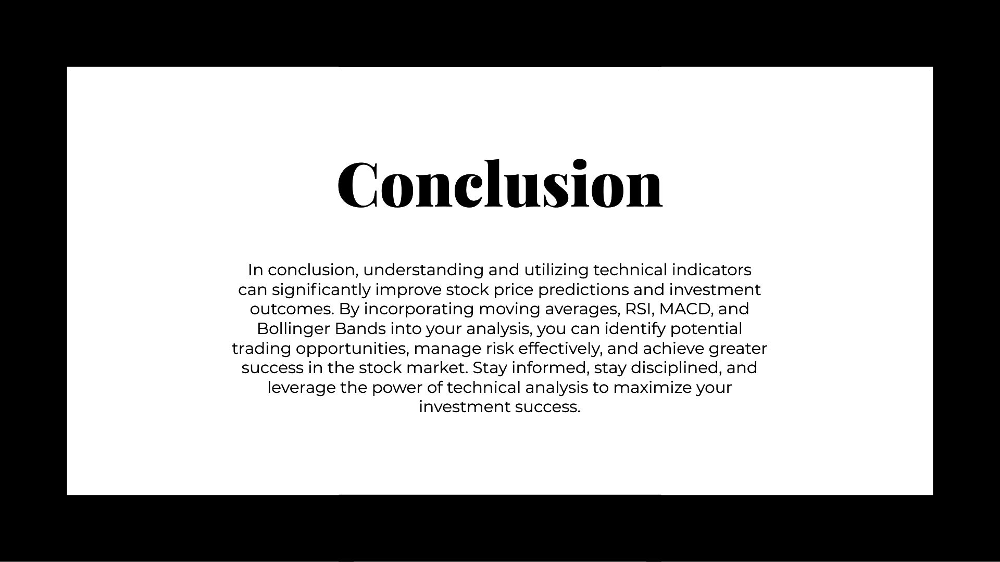 Conclusion
In conclusion, understanding and utilizing technical indicators
can significantly improve stock price predictions and investment
outcomes. By incorporating moving averages, RSI, MACD, and
Bollinger Bands into your analysis, you can identify potential
trading opportunities, manage risk effectively, and achieve greater
success in the stock market. Stay informed, stay disciplined, and
leverage the power of technical analysis to maximize your
investment success.